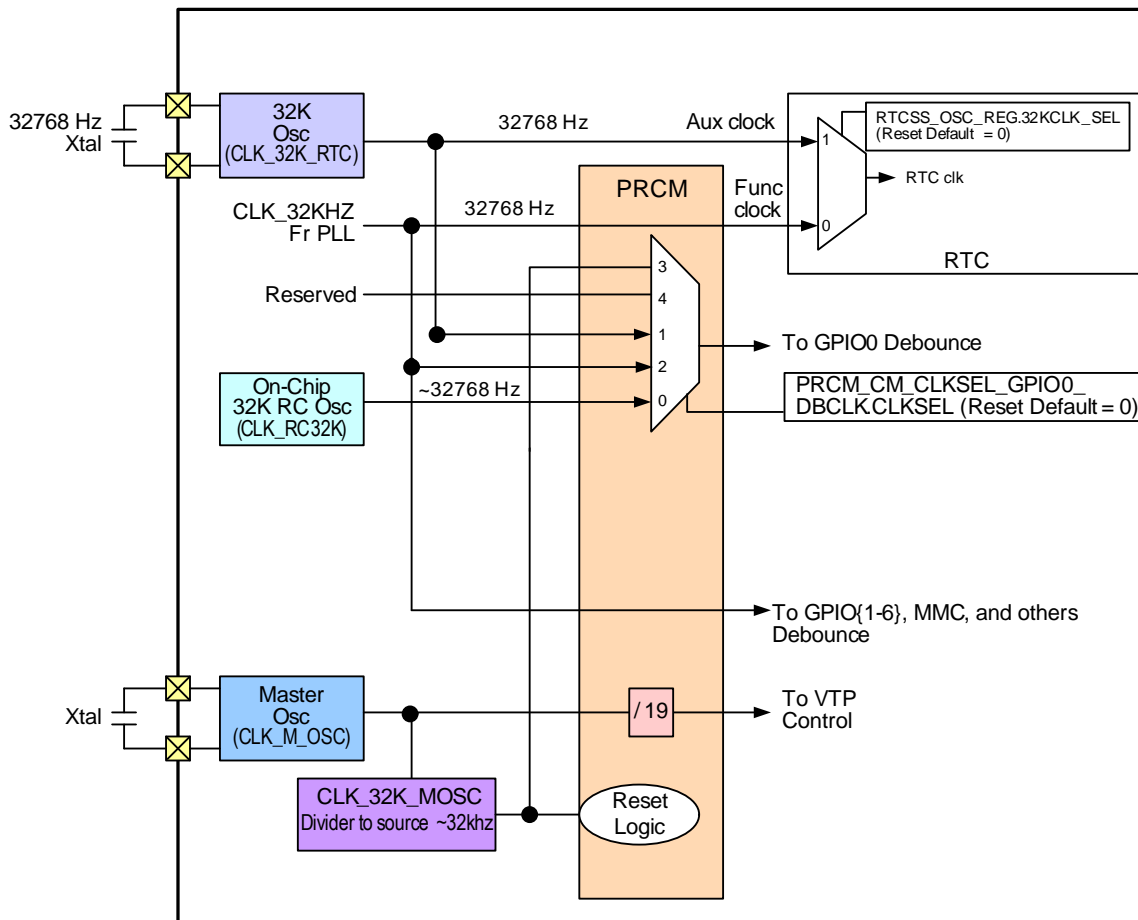 32768 Hz
Xtal
32K
Osc
(CLK_32K_RTC)
32768 Hz
Aux clock
RTCSS_OSC_REG.32KCLK_SEL
(Reset Default = 0)
1
RTC clk
0
RTC
CLK_32KHZ
Fr PLL
32768 Hz
PRCM
Func
clock
Reserved
3
4
1
2
0
To GPIO0 Debounce
On-Chip
32K RC Osc
(CLK_RC32K)
~32768 Hz
PRCM_CM_CLKSEL_GPIO0_
DBCLK.CLKSEL (Reset Default = 0)
To GPIO{1-6}, MMC, and others
Debounce
Xtal
Master
Osc
(CLK_M_OSC)
/ 19
To VTP
Control
CLK_32K_MOSC
Divider to source ~32khz
Reset
Logic